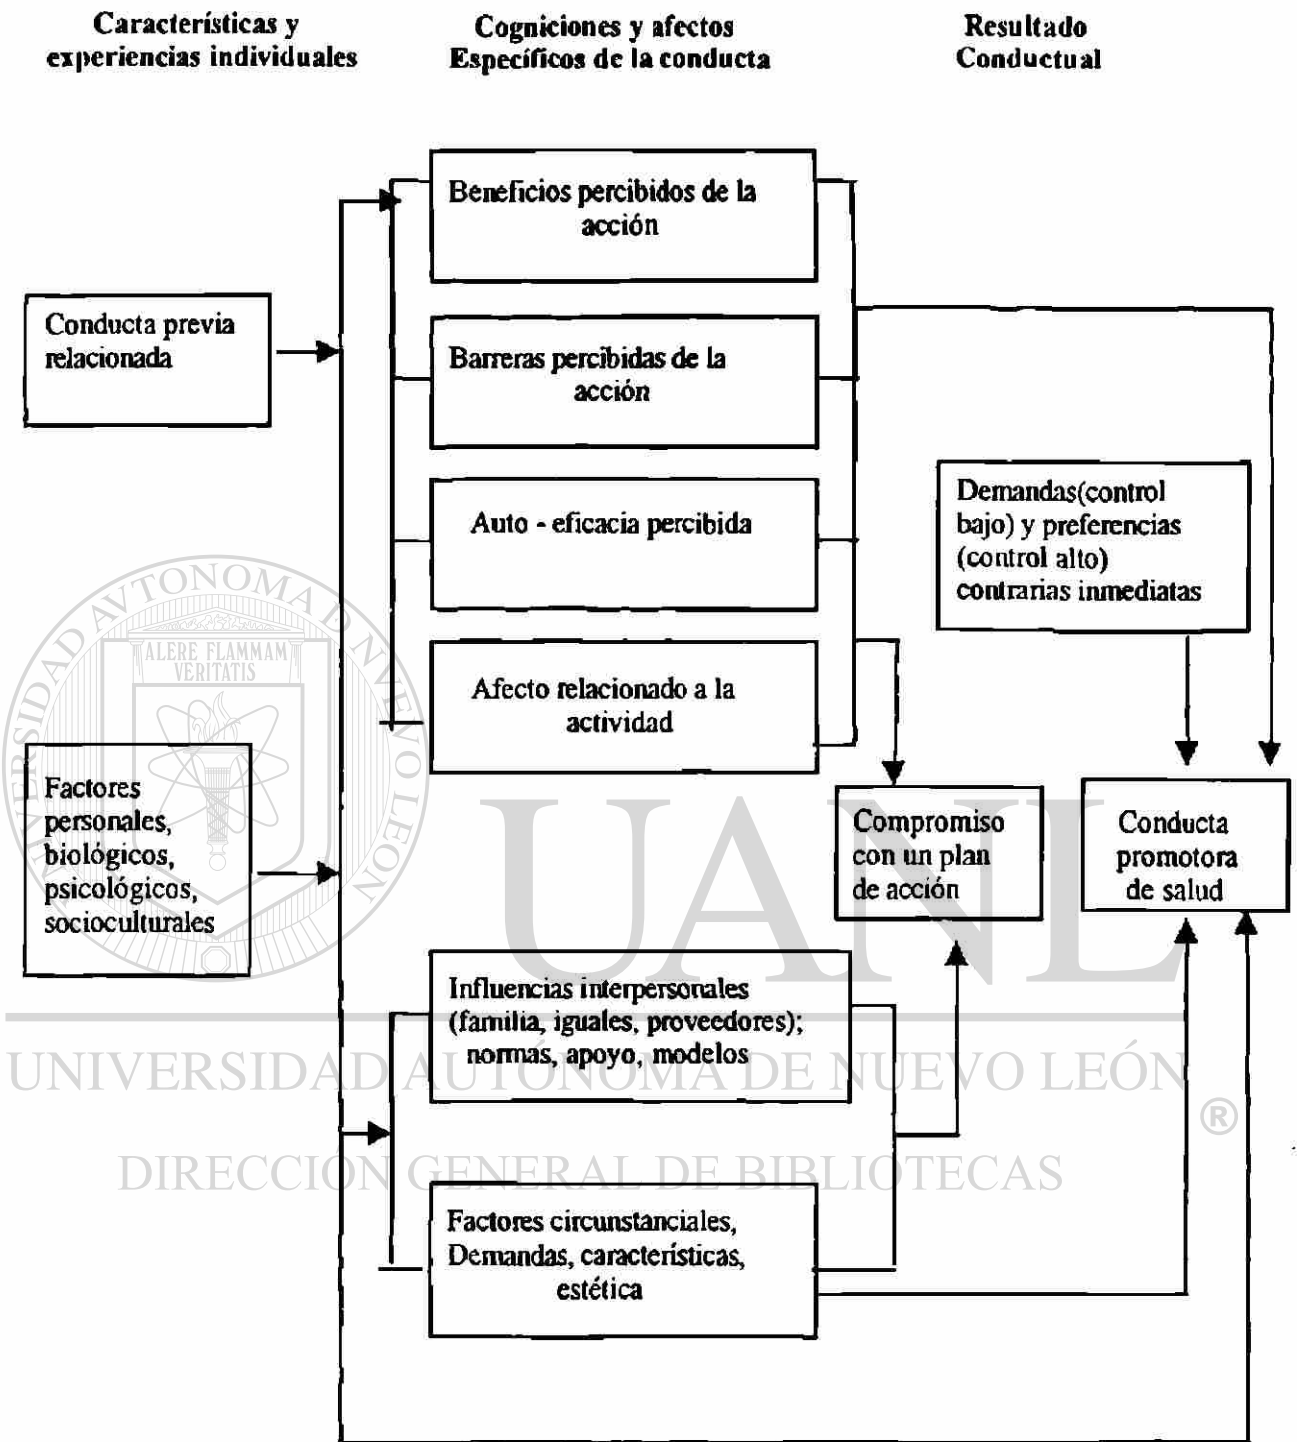 Características y
experiencias individuales
Cogniciones y afectos
Específicos de la conducta
Resultado
Conductual
Beneficios percibidos de la
acción
Conducta previa
relacionada
Barreras percibidas de la
acción
Auto - eficacia percibida
Demandas(control
bajo) y preferencias
(control alto)
contrarias inmediatas
Afecto relacionado a la
actividad
Factores
personales,
biológicos,
psicológicos,
socioculturales
Compromiso
con un plan
de acción
Conducta
promotora
de salud
Influencias interpersonales
(familia, iguales, proveedores);
normas, apoyo, modelos
Factores circunstanciales,
Demandas, características,
estética
ALERE FLAMMAM
VERITATIS
UANL
UNIVERSIDAD AUTÓNOMA DE NUEVO LEÓN
®
DIRECCIÓN GENERAL DE BIBLIOTECAS